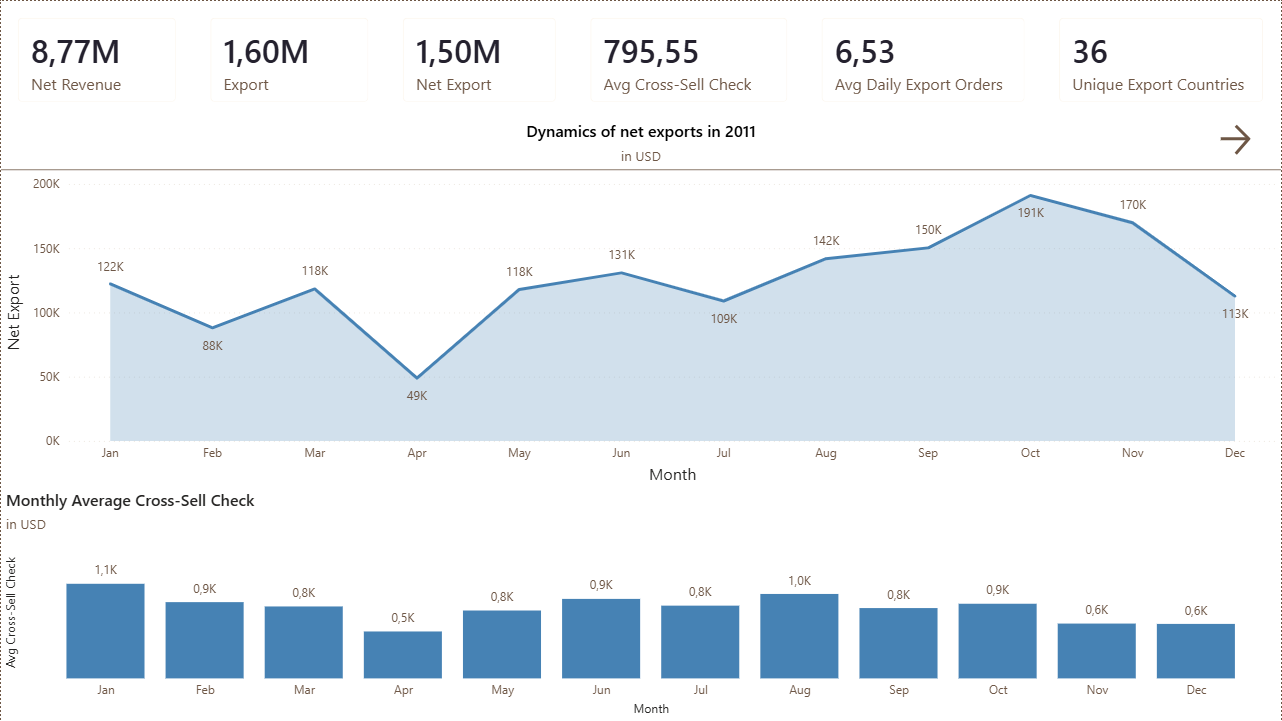 8,77M
Net Revenue
1,60M
Export
1,50M
Net Export
795,55
Avg Cross-Sell Check
6,53
Avg Daily Export Orders
36
Unique Export Countries
Dynamics of net exports in 2011
in USD
Net Export
200K
150K
100K
50K
0K
122K
88K
118K
49K
118K
131K
109K
142K
150K
191K
170K
113K
Jan Feb Mar Apr May Jun Jul Aug Sep Oct Nov Dec
Month
Monthly Average Cross-Sell Check
in USD
Avg Cross-Sell Check
1,1K 0,9K 0,8K 0,5K 0,8K 0,9K 0,8K 1,0K 0,8K 0,9K 0,6K 0,6K
Jan Feb Mar Apr May Jun Jul Aug Sep Oct Nov Dec
Month